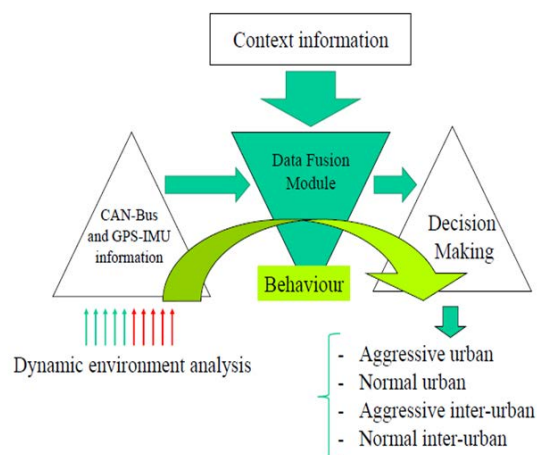 Context information
Data Fusion
Module
CAN-Bus
and GPS-IMU
information
Decision
Making
Behaviour
Dynamic environment analysis
- Aggressive urban
- Normal urban
- Aggressive inter-urban
- Normal inter-urban